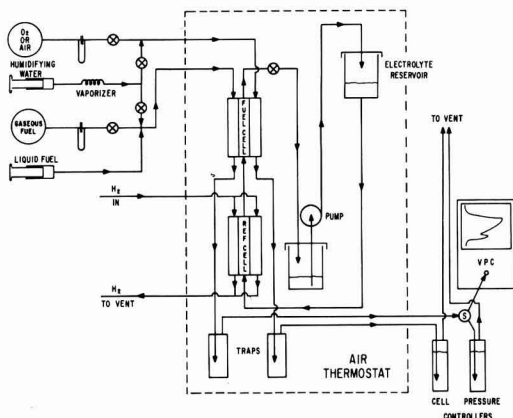 O₂
OR
AIR
HUMIDIFYING
WATER
VAPORIZER
GASEOUS
FUEL
LIQUID FUEL
H₂
IN
H₂
TO VENT
FUEL CELL
REF CELL
PUMP
ELECTROLYTE
RESERVOIR
TRAPS
AIR
THERMOSTAT
TO VENT
VPC
S
CELL PRESSURE
CONTROLLERS